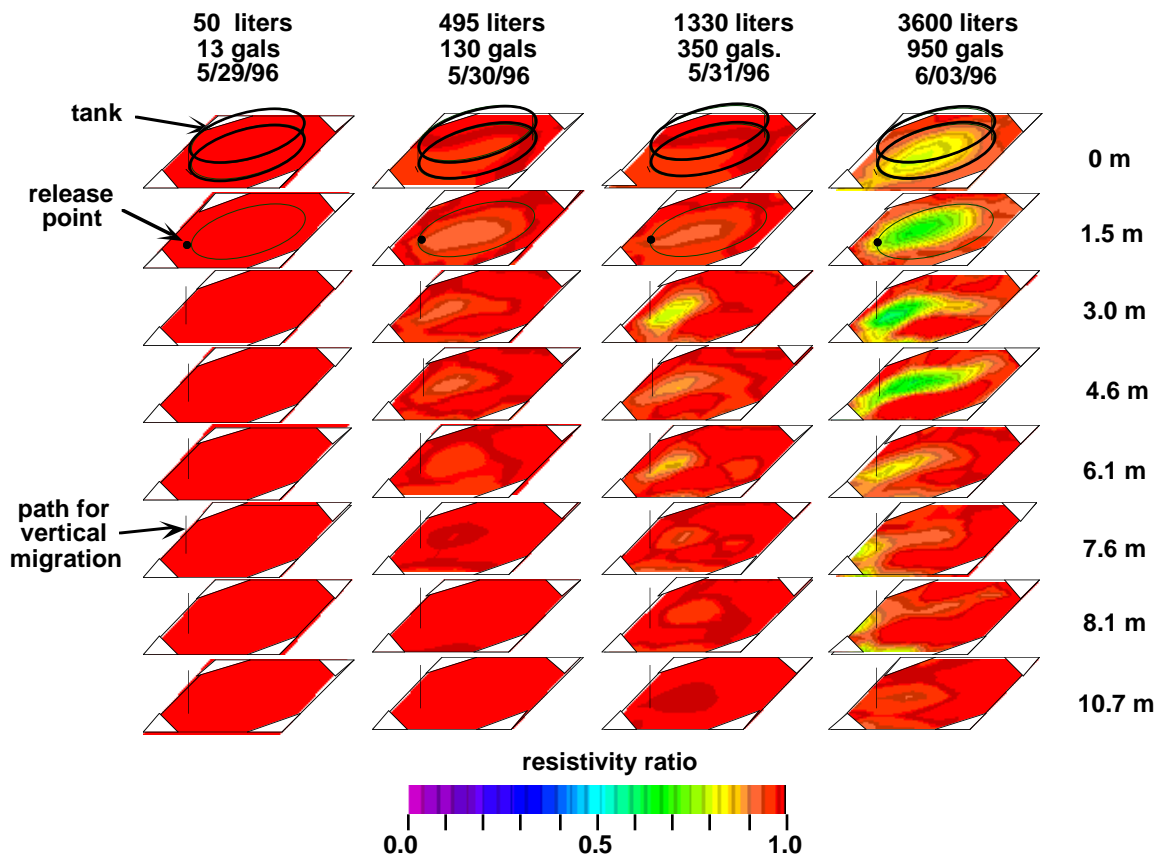 50 liters
13 gals
5/29/96
495 liters
130 gals
5/30/96
1330 liters
350 gals.
5/31/96
3600 liters
950 gals
6/03/96
tank
0 m
release
point
1.5 m
3.0 m
4.6 m
6.1 m
path for
vertical
migration
7.6 m
8.1 m
10.7 m
resistivity ratio
0.0
0.5
1.0